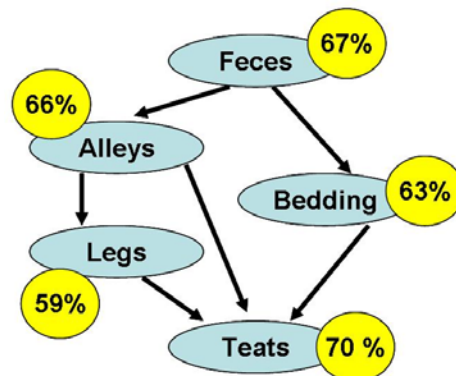 67%
Feces
66%
Alleys
Bedding
63%
Legs
59%
Teats
70 %